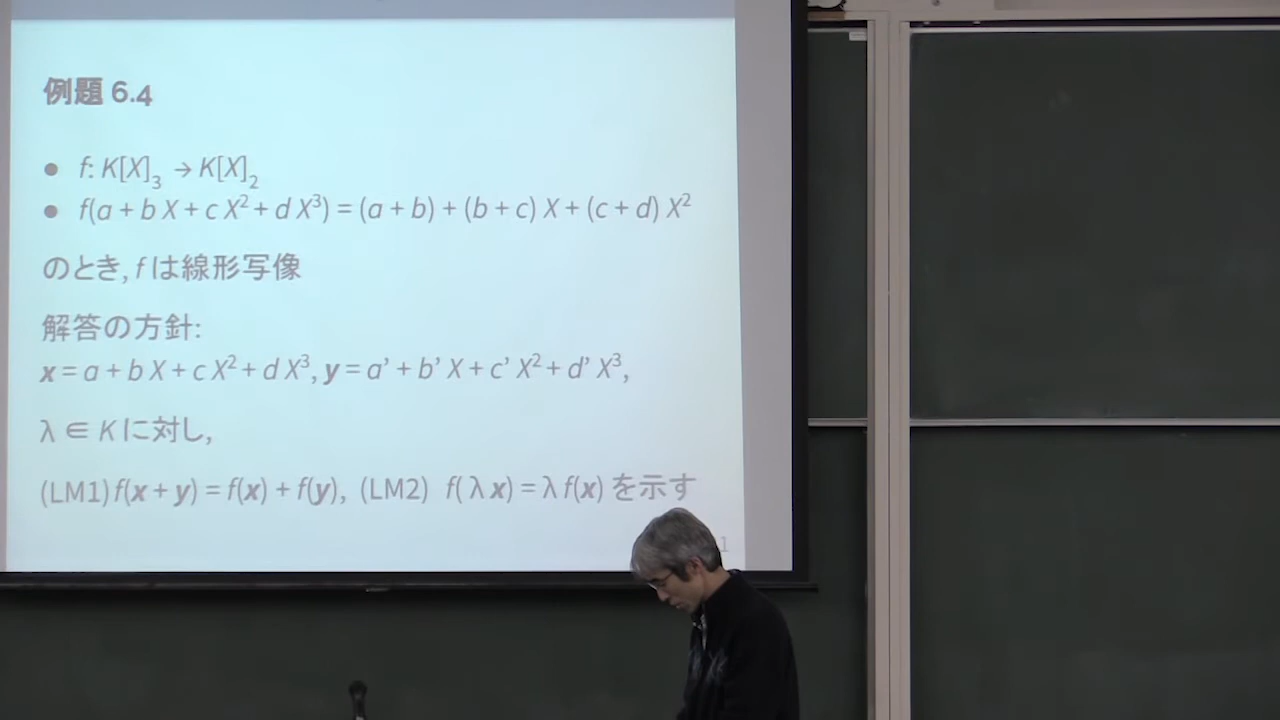 例題 6.4
● f: K[X]₃ → K[X]₂
● f(a + b X + c X² + d X³) = (a + b) + (b + c) X + (c + d) X²
のとき, f は線形写像
解答の方針:
x = a + b X + c X² + d X³, y = a’ + b’ X + c’ X² + d’ X³,
λ ∈ K に対し,
(LM1) f(x + y) = f(x) + f(y), (LM2) f( λ x) = λ f(x) を示す